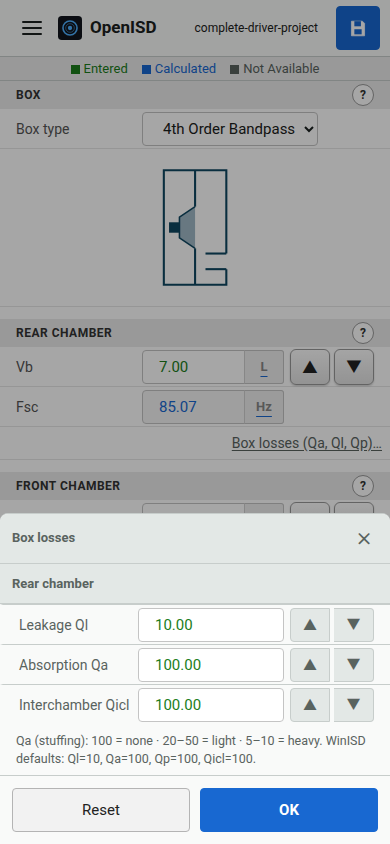 OpenISD
complete-driver-project
Entered
Calculated
Not Available
BOX
?
Box type
4th Order Bandpass
REAR CHAMBER
?
Vb
7.00
L
▲
▼
Fsc
85.07
Hz
Box losses (Qa, Ql, Qp)...
FRONT CHAMBER
?
Box losses
×
Rear chamber
Leakage Ql
10.00
▲
▼
Absorption Qa
100.00
▲
▼
Interchamber Qicl
100.00
▲
▼
Qa (stuffing): 100 = none · 20–50 = light · 5–10 = heavy. WinISD
defaults: Ql=10, Qa=100, Qp=100, Qicl=100.
Reset
OK